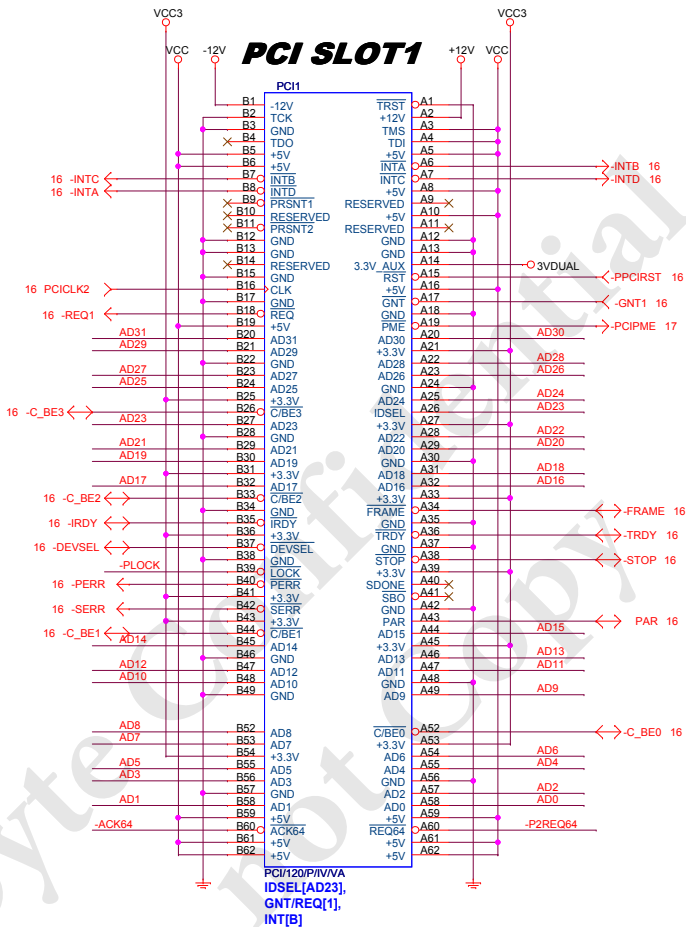 VCC3
VCC3
VCC -12V PCI SLOT1 +12V VCC
PCI1
B1 -12V TRST A1
B2 TCK +12V A2
B3 GND TMS A3
B4 TDO TDI A4
B5 +5V +5V A5
B6 +5V INTA A6 -INTB 16
16 -INTC B7 INTB INTC A7 -INTD 16
16 -INTA B8 INTD +5V A8
B9 PRSNT1 RESERVED A9
B10 RESERVED +5V A10
B11 PRSNT2 RESERVED A11
B12 GND GND A12
B13 GND GND A13
B14 RESERVED 3.3V_AUX A14 3VDUAL
B15 GND RST A15 -PPCIRST 16
16 PCICLK2 B16 CLK +5V A16
B17 GND GNT A17 -GNT1 16
16 -REQ1 B18 REQ GND A18
B19 +5V PME A19 -PCIPME 17
AD31 B20 AD31 AD30 A20 AD30
AD29 B21 AD29 +3.3V A21
B22 GND AD28 A22 AD28
AD27 B23 AD27 AD26 A23 AD26
AD25 B24 AD25 GND A24
B25 +3.3V AD24 A25 AD24
16 -C_BE3 B26 C/BE3 IDSEL A26 AD23
AD23 B27 AD23 +3.3V A27
B28 GND AD22 A28 AD22
AD21 B29 AD21 AD20 A29 AD20
AD19 B30 AD19 GND A30
B31 +3.3V AD18 A31 AD18
AD17 B32 AD17 AD16 A32 AD16
16 -C_BE2 B33 C/BE2 +3.3V A33
B34 GND FRAME A34 -FRAME 16
16 -IRDY B35 IRDY GND A35
B36 +3.3V TRDY A36 -TRDY 16
16 -DEVSEL B37 DEVSEL GND A37
B38 GND STOP A38 -STOP 16
-PLOCK B39 LOCK +3.3V A39
16 -PERR B40 PERR SDONE A40
B41 +3.3V SBO A41
16 -SERR B42 SERR GND A42
B43 +3.3V PAR A43 PAR 16
16 -C_BE1 B44 C/BE1 AD15 A44 AD15
AD14 B45 AD14 +3.3V A45
B46 GND AD13 A46 AD13
AD12 B47 AD12 AD11 A47 AD11
AD10 B48 AD10 GND A48
B49 GND AD9 A49 AD9
AD8 B52 AD8 C/BE0 A52 -C_BE0 16
AD7 B53 AD7 +3.3V A53
B54 +3.3V AD6 A54 AD6
AD5 B55 AD5 AD4 A55 AD4
AD3 B56 AD3 GND A56
B57 GND AD2 A57 AD2
AD1 B58 AD1 AD0 A58 AD0
B59 +5V +5V A59
-ACK64 B60 ACK64 REQ64 A60 -P2REQ64
B61 +5V +5V A61
B62 +5V +5V A62
PCI/120/P/IV/VA
IDSEL[AD23],
GNT/REQ[1],
INT[B]
byte Confidential
not Copy